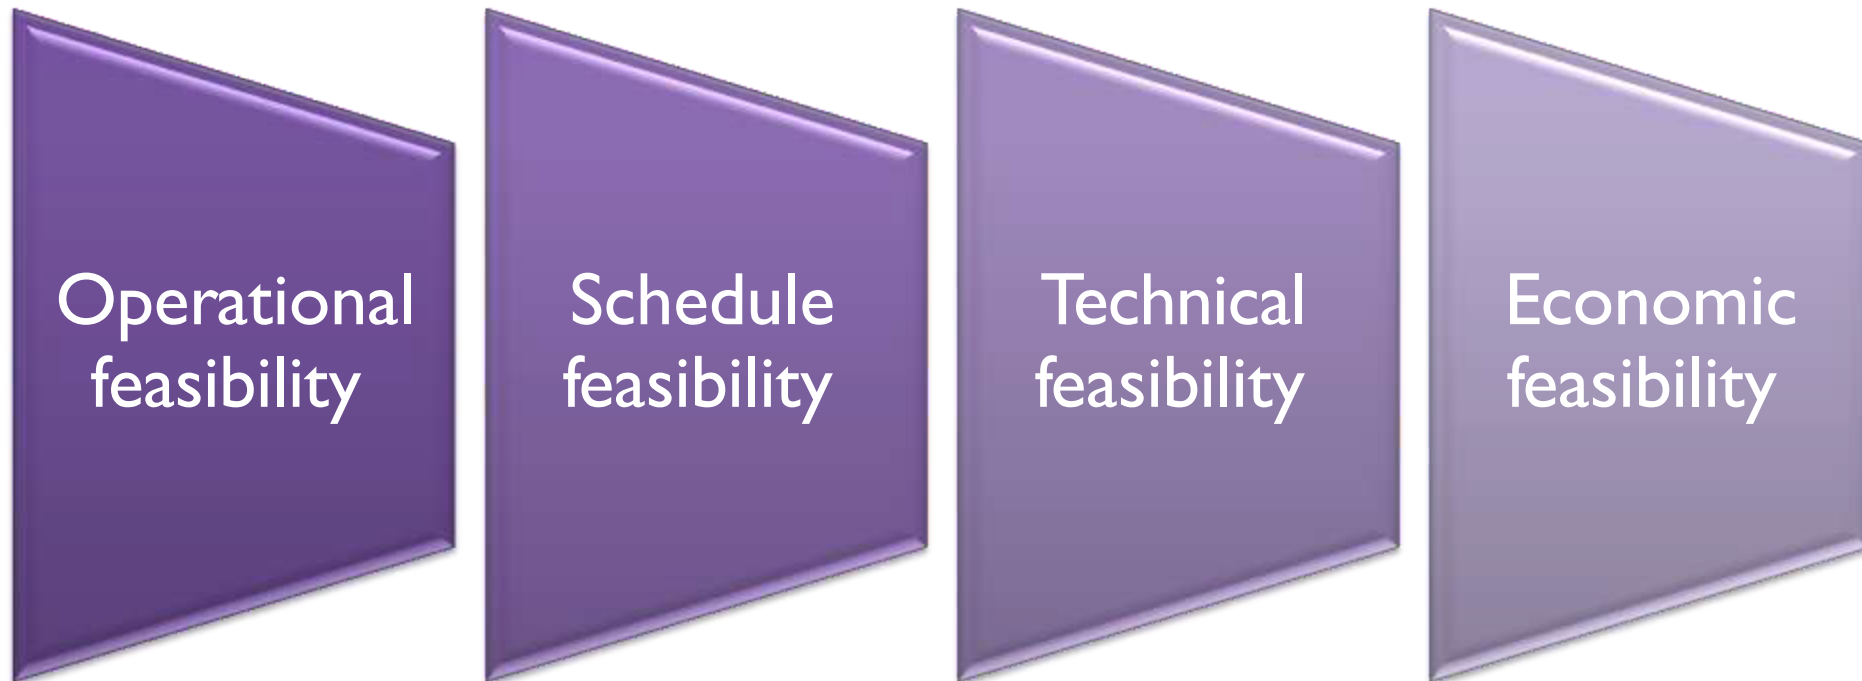 Operational
feasibility
Schedule
feasibility
Technical
feasibility
Economic
feasibility